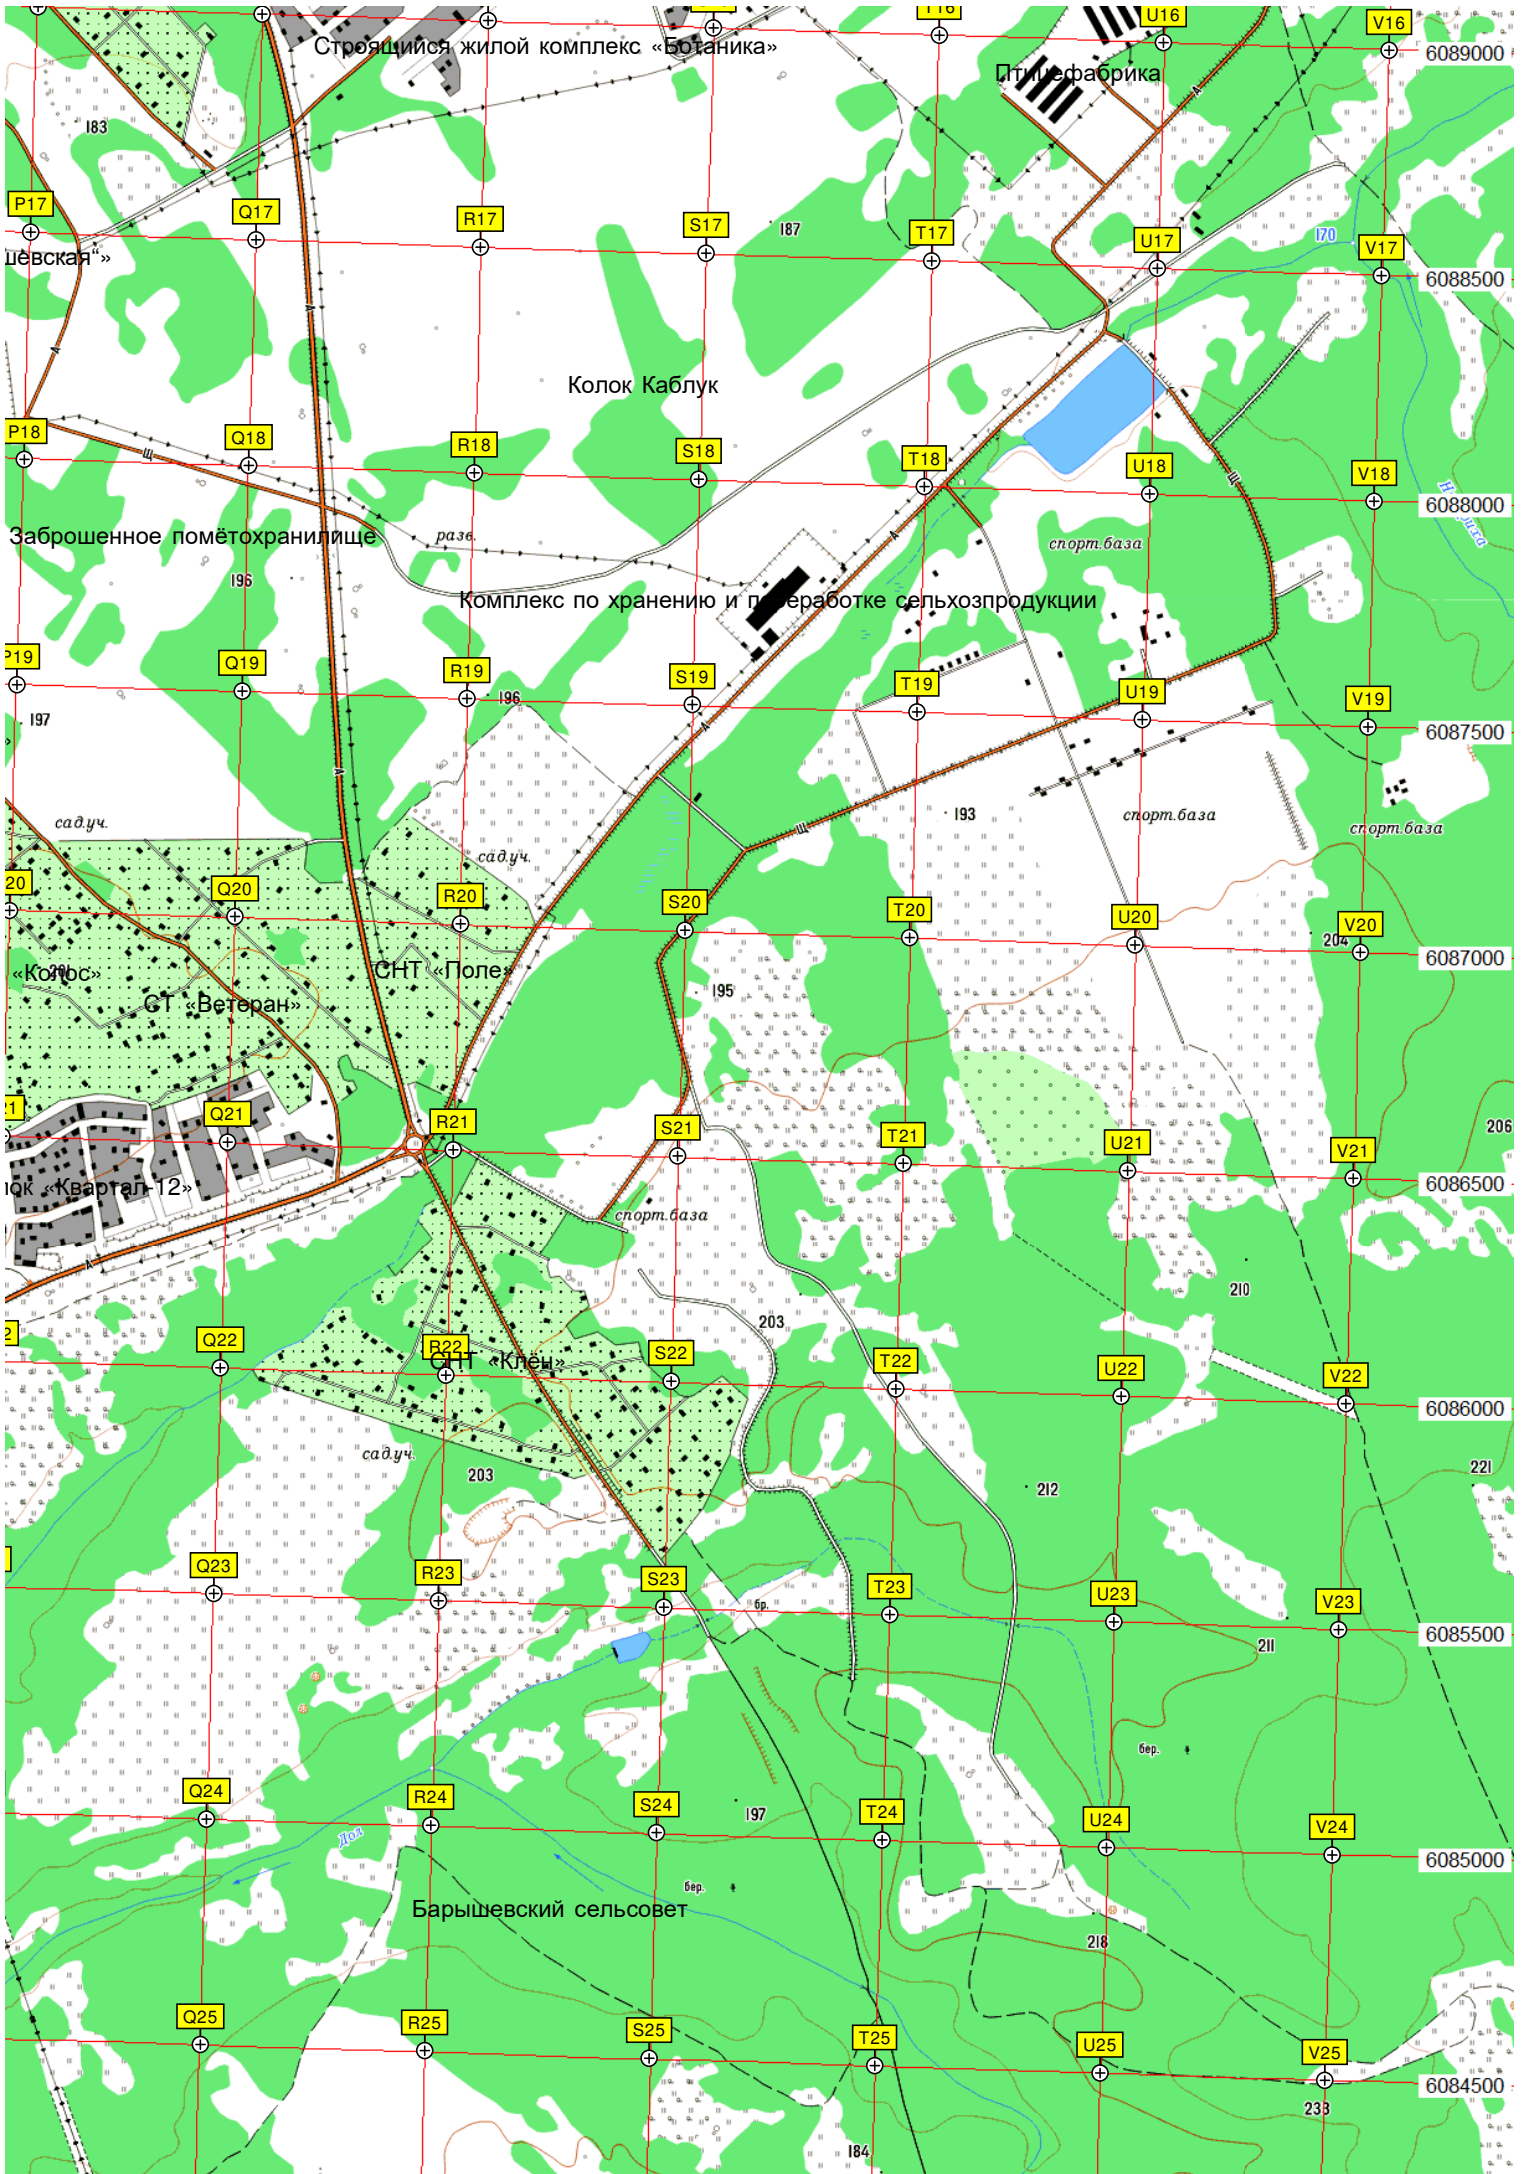 U16
V16
6089000
Строящийся жилой комплекс «Ботаника»
Птицефабрика
183
P17
Q17
R17
S17
187
T17
U17
170
V17
6088500
Колок Каблук
P18
Q18
R18
S18
T18
U18
V18
6088000
Щ
Щ
Заброшенное помётохранилище
разв.
спорт.база
196
Комплекс по хранению и переработке сельхозпродукции
P19
Q19
R19
196
S19
T19
U19
V19
6087500
197
А
А
сад.уч.
193
спорт.база
спорт.база
сад.уч.
Щ
Q20
R20
S20
T20
U20
204
V20
6087000
«Колос»
СНТ «Поле»
СТ «Ветеран»
195
Q21
R21
S21
T21
U21
V21
206
6086500
«Квартал-12»
спорт.база
210
203
Q22
R22
СНТ «Клён»
S22
T22
U22
V22
6086000
сад.уч.
203
212
221
Q23
R23
S23
бр.
T23
U23
V23
6085500
211
бер.
Q24
R24
S24
197
T24
U24
V24
6085000
Дол
бер.
Барышевский сельсовет
218
Q25
R25
S25
T25
U25
V25
6084500
233
184